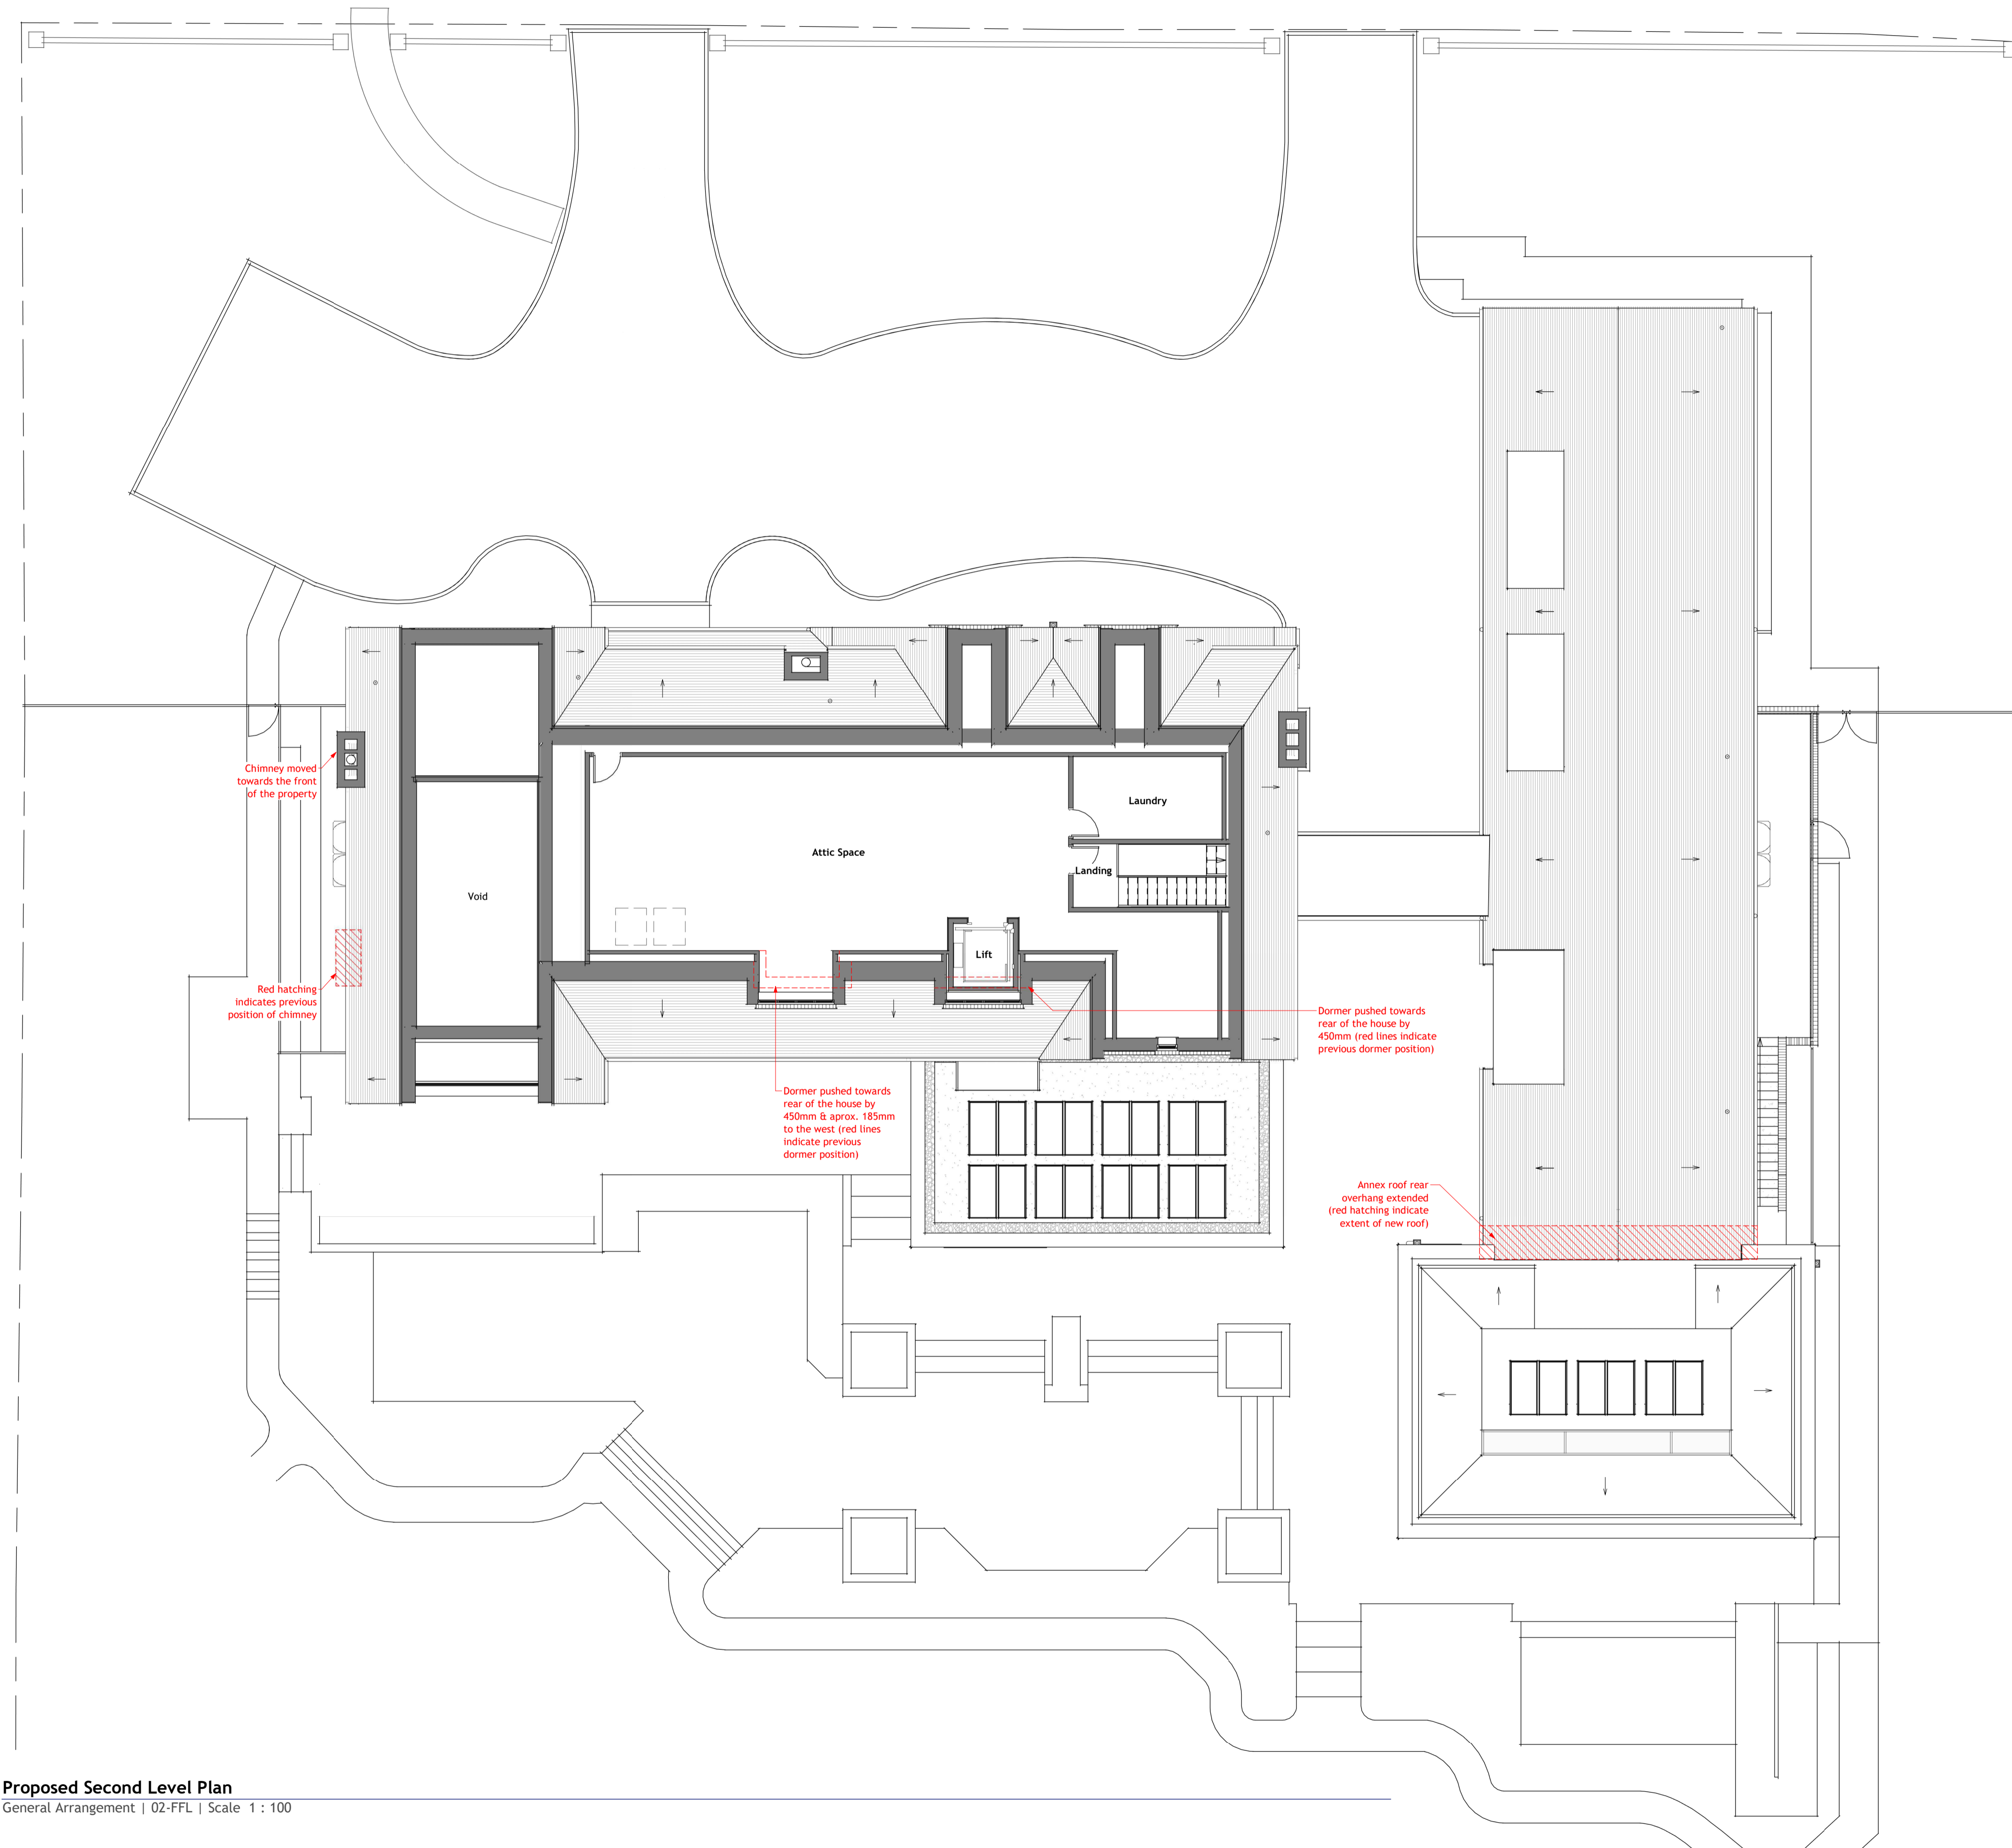 Chimney moved
towards the front
of the property
Laundry
Attic Space
Landing
Void
Lift
Red hatching
indicates previous
position of chimney
Dormer pushed towards
rear of the house by
450mm (red lines indicate
previous dormer position)
Dormer pushed towards
rear of the house by
450mm & aprox. 185mm
to the west (red lines
indicate previous
dormer position)
Annex roof rear
overhang extended
(red hatching indicate
extent of new roof)
Proposed Second Level Plan
General Arrangement | 02-FFL | Scale 1 : 100